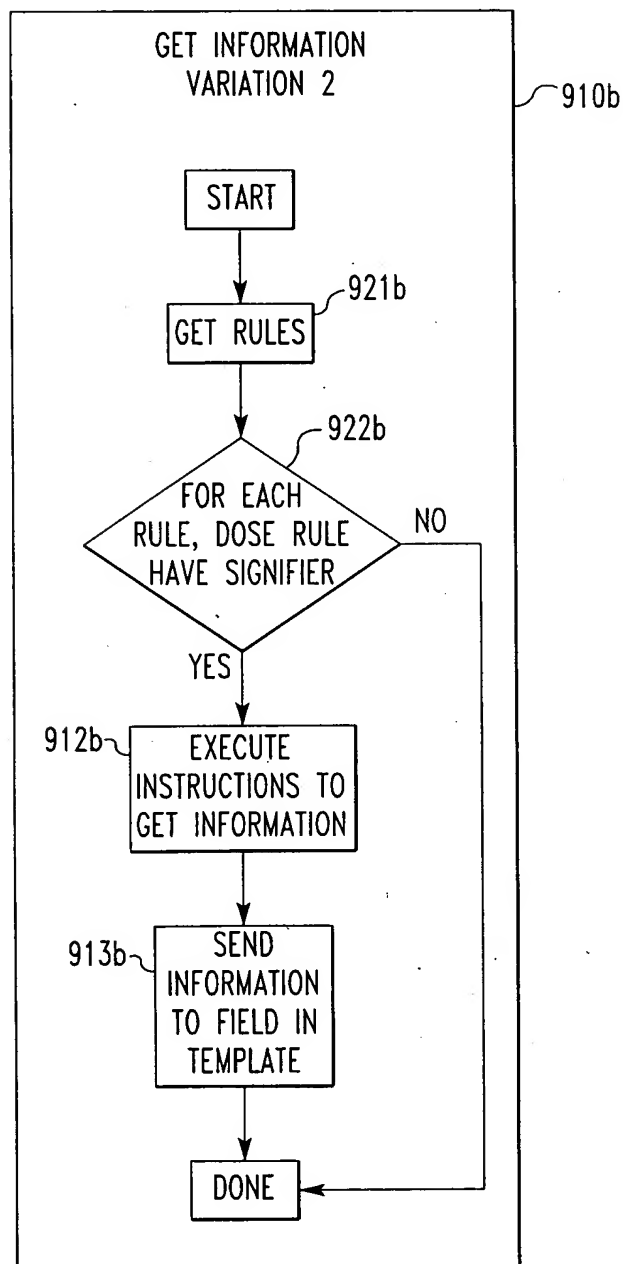 GET INFORMATION
VARIATION 2
910b
START
921b
GET RULES
922b
FOR EACH
RULE, DOSE RULE
HAVE SIGNIFIER
NO
YES
912b
EXECUTE
INSTRUCTIONS TO
GET INFORMATION
913b
SEND
INFORMATION
TO FIELD IN
TEMPLATE
DONE